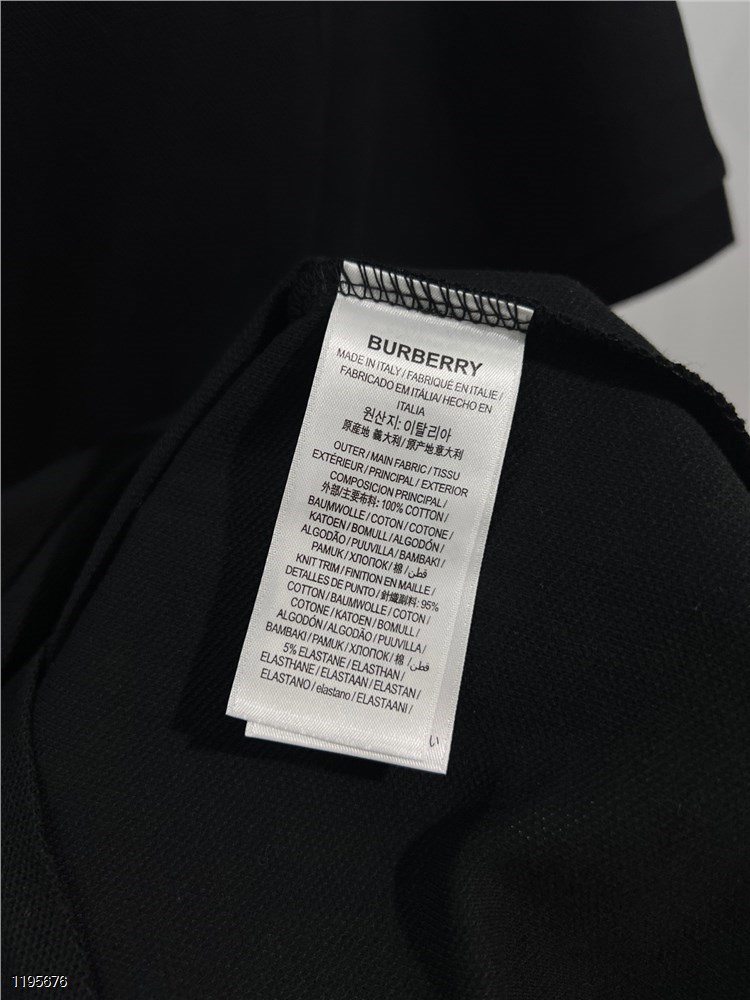 BURBERRY
MADE IN ITALY / FABRIQUÉ EN ITALIE /
FABRICADO EM ITÁLIA/ HECHO EN
ITALIA
원산지: 이탈리아
原産地 義大利 / 原产地意大利
OUTER / MAIN FABRIC / TISSU
EXTÉRIEUR / PRINCIPAL / EXTERIOR
COMPOSICION PRINCIPAL /
外部/主要布料: 100% COTTON /
BAUMWOLLE / COTON / COTONE /
KATOEN / BOMULL / ALGODÓN /
ALGODÃO / PUUVILLA / BAMBAKI /
PAMUK / ХЛОПОК / 棉 / قطن
KNIT TRIM / FINITION EN MAILLE /
DETALLES DE PUNTO / 針織副料: 95%
COTTON / BAUMWOLLE / COTON /
COTONE / KATOEN / BOMULL /
ALGODÓN / ALGODÃO / PUUVILLA /
BAMBAKI / PAMUK / ХЛОПОК / 棉 / قطن
5% ELASTANE / ELASTHAN /
ELASTHANE / ELASTAAN / ELASTAN /
ELASTANO / elastano / ELASTAANI /
1195676